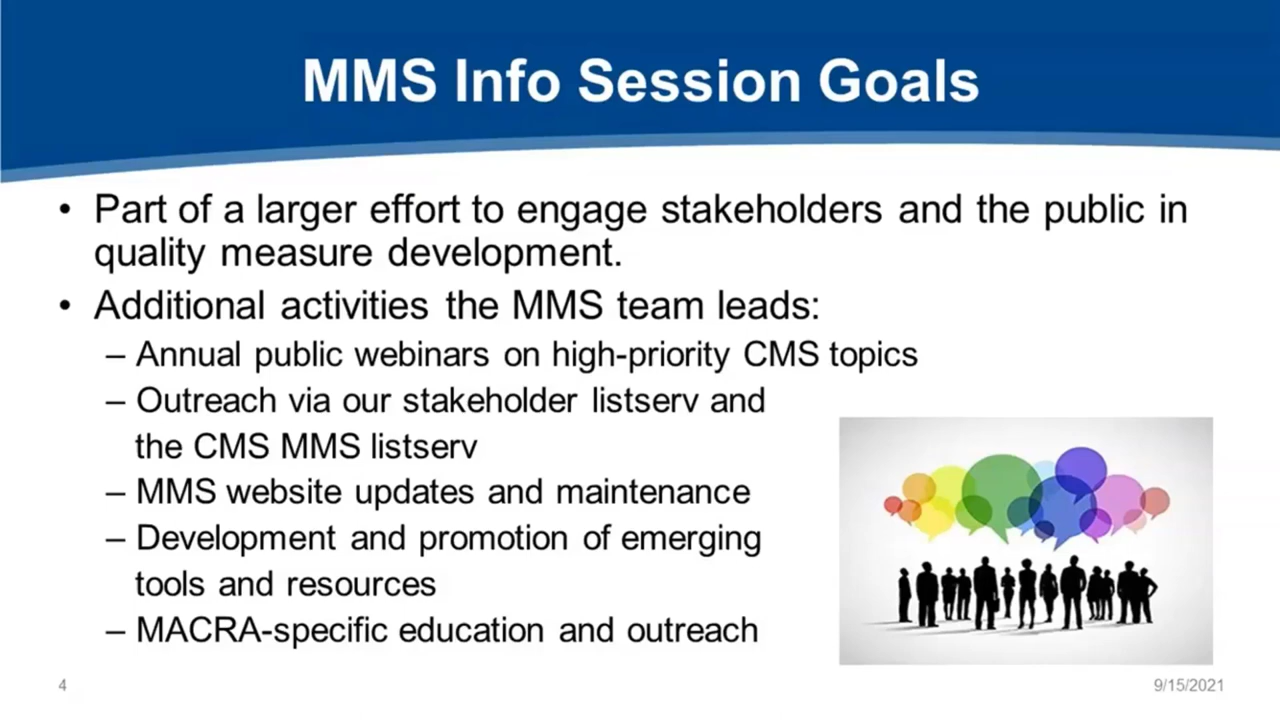 MMS Info Session Goals
• Part of a larger effort to engage stakeholders and the public in
quality measure development.
• Additional activities the MMS team leads:
– Annual public webinars on high-priority CMS topics
– Outreach via our stakeholder listserv and
the CMS MMS listserv
– MMS website updates and maintenance
– Development and promotion of emerging
tools and resources
– MACRA-specific education and outreach
4
9/15/2021